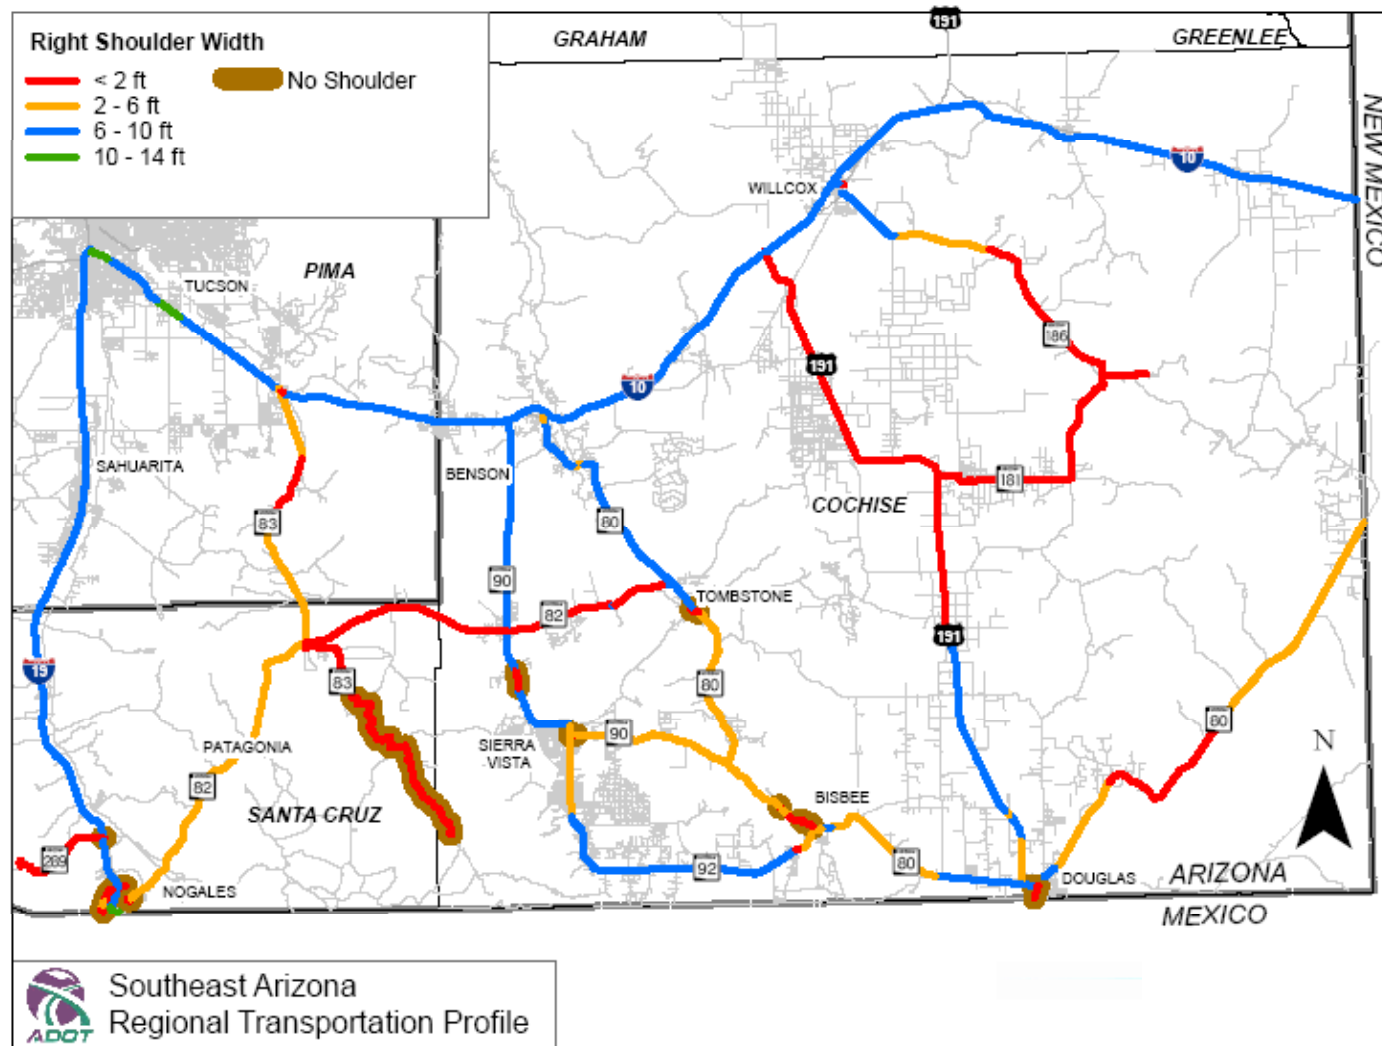 Right Shoulder Width
< 2 ft
No Shoulder
2 - 6 ft
6 - 10 ft
10 - 14 ft
191
GRAHAM
GREENLEE
NEW MEXICO
10
WILLCOX
PIMA
TUCSON
186
191
10
SAHUARITA
BENSON
181
COCHISE
83
80
90
TOMBSTONE
82
191
19
83
80
80
90
PATAGONIA
SIERRA
VISTA
N
82
BISBEE
SANTA CRUZ
289
92
80
DOUGLAS
ARIZONA
NOGALES
MEXICO
ADOT
Southeast Arizona
Regional Transportation Profile